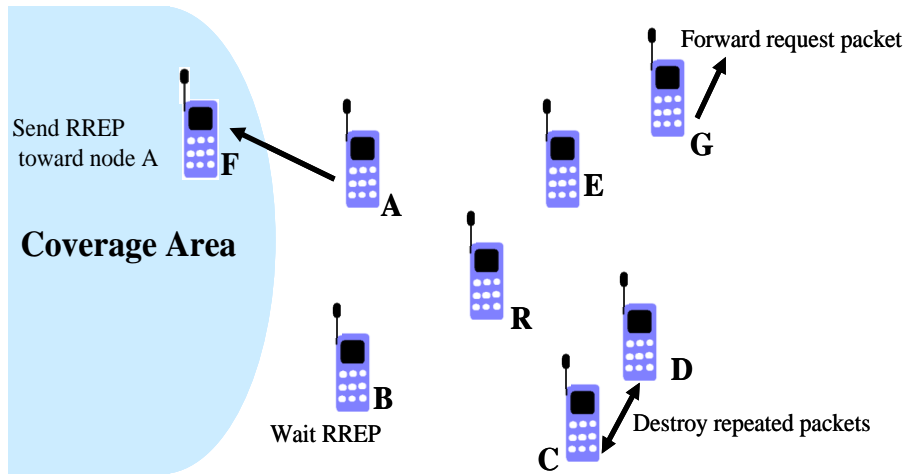 Forward request packet
G
Send RREP
toward node A
F
A
E
Coverage Area
R
B
Wait RREP
D
C
Destroy repeated packets